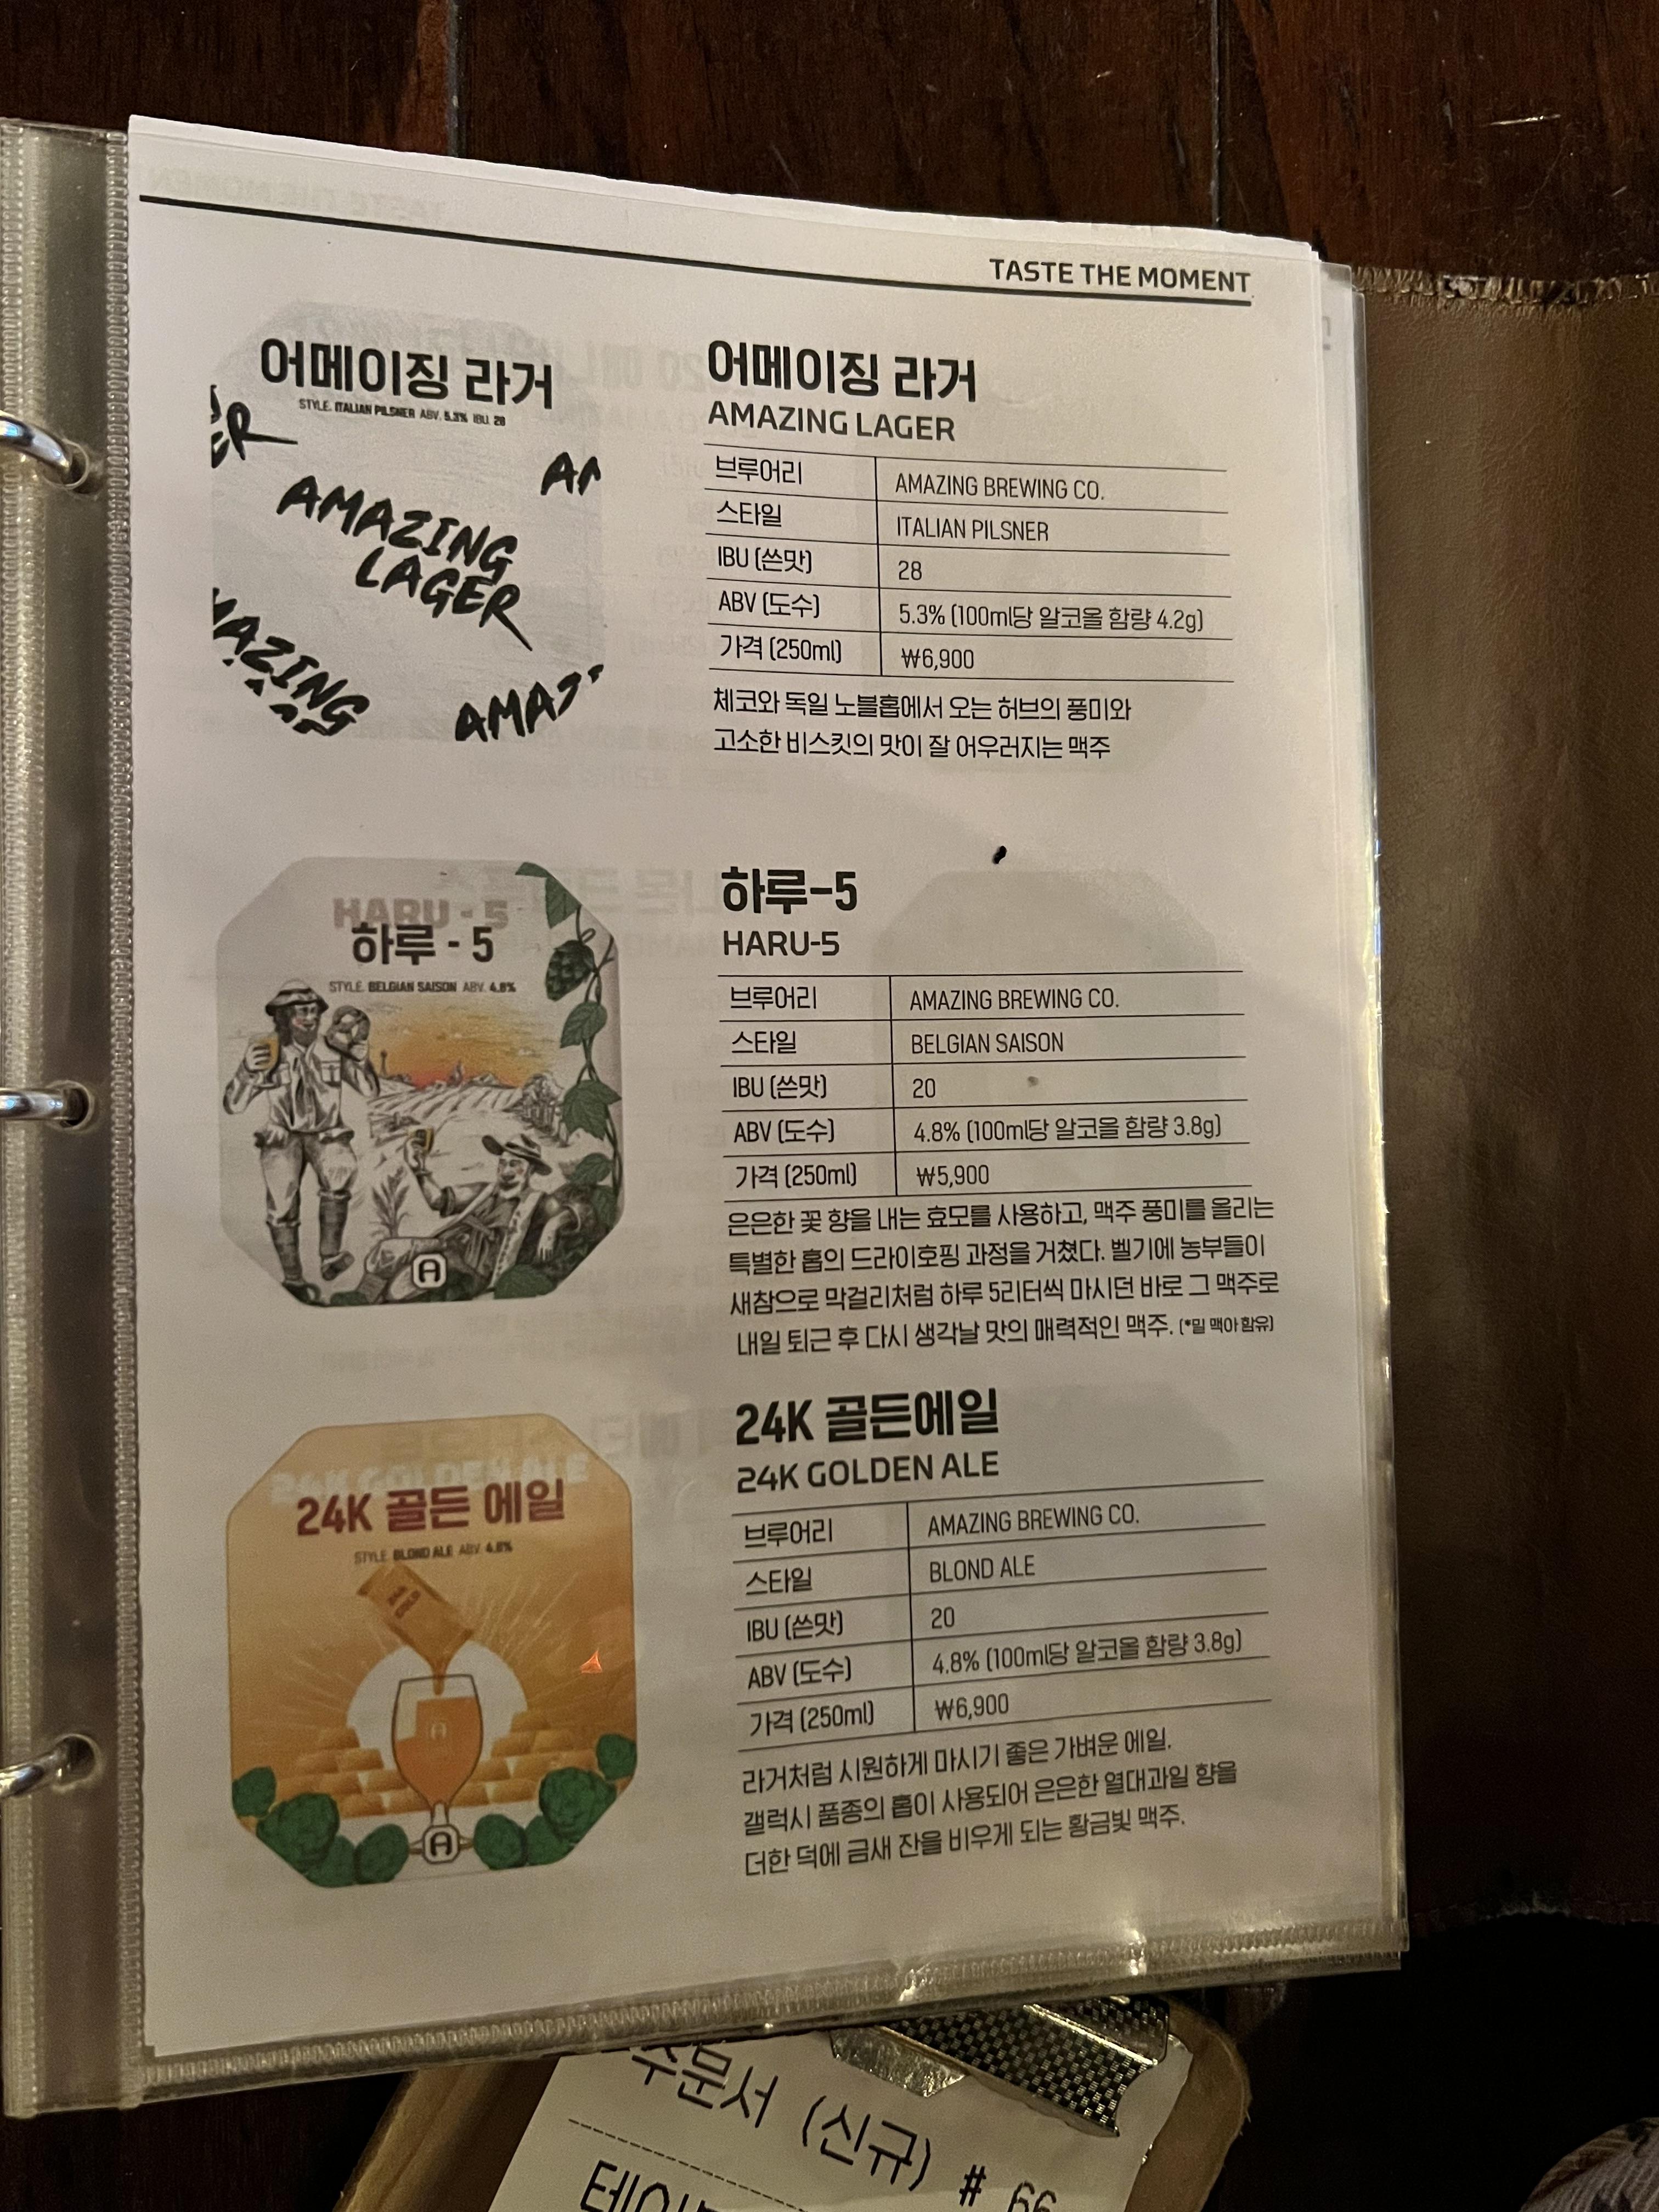 TASTE THE MOMENT
어메이징 라거
STYLE. ITALIAN PILSNER ABV. 5.3% IBU. 28
ER
AMAZING
LAGER
AMAZING
어메이징 라거
AMAZING LAGER
브루어리 AMAZING BREWING CO.
스타일 ITALIAN PILSNER
IBU (쓴맛) 28
ABV (도수) 5.3% (100ml당 알코올 함량 4.2g)
가격 (250ml) ₩6,900
체코와 독일 노블홉에서 오는 허브의 풍미와
고소한 비스킷의 맛이 잘 어우러지는 맥주
HARU - 5
하루 - 5
STYLE. BELGIAN SAISON ABV. 4.8%
하루-5
HARU-5
브루어리 AMAZING BREWING CO.
스타일 BELGIAN SAISON
IBU (쓴맛) 20
ABV (도수) 4.8% (100ml당 알코올 함량 3.8g)
가격 (250ml) ₩5,900
은은한 꽃 향을 내는 효모를 사용하고, 맥주 풍미를 올리는
특별한 홉의 드라이호핑 과정을 거쳤다. 벨기에 농부들이
새참으로 막걸리처럼 하루 5리터씩 마시던 바로 그 맥주로
내일 퇴근 후 다시 생각날 맛의 매력적인 맥주. (*밀 맥아 함유)
24K GOLDEN ALE
24K 골든 에일
STYLE. BLOND ALE ABV. 4.8%
24K 골든에일
24K GOLDEN ALE
브루어리 AMAZING BREWING CO.
스타일 BLOND ALE
IBU (쓴맛) 20
ABV (도수) 4.8% (100ml당 알코올 함량 3.8g)
가격 (250ml) ₩6,900
라거처럼 시원하게 마시기 좋은 가벼운 에일.
갤럭시 품종의 홉이 사용되어 은은한 열대과일 향을
더한 덕에 금새 잔을 비우게 되는 황금빛 맥주.
주문서 (신규) # 66